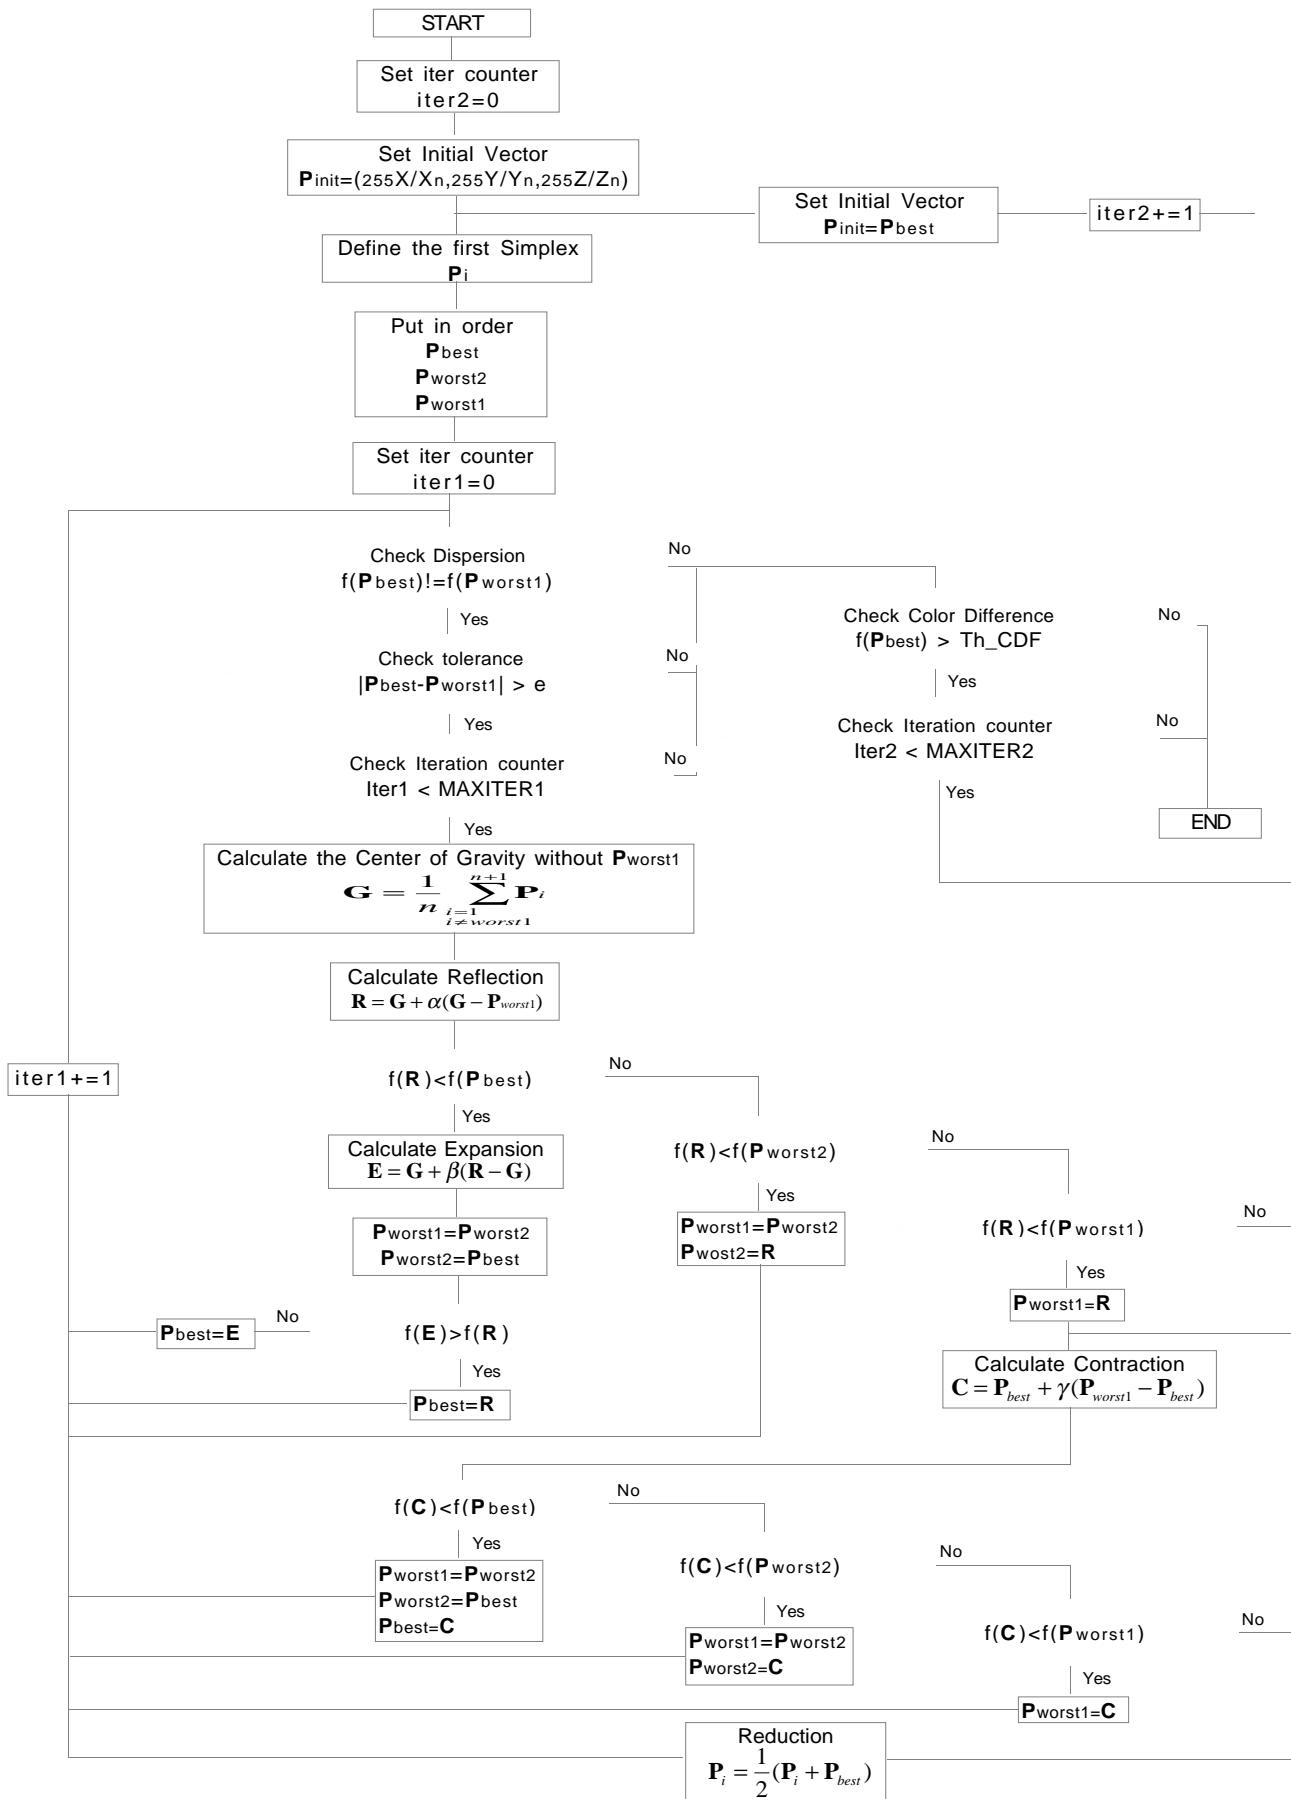 START
Set iter counter
iter2=0
Set Initial Vector
Pinit=(255X/Xn,255Y/Yn,255Z/Zn)
Set Initial Vector
Pinit=Pbest
iter2+=1
Define the first Simplex
Pi
Put in order
Pbest
Pworst2
Pworst1
Set iter counter
iter1=0
Check Dispersion
f(Pbest)!=f(Pworst1)
No
Yes
Check tolerance
|Pbest-Pworst1| > e
No
Yes
Check Iteration counter
Iter1 < MAXITER1
No
Yes
Check Color Difference
f(Pbest) > Th_CDF
No
Yes
Check Iteration counter
Iter2 < MAXITER2
No
Yes
END
Calculate the Center of Gravity without Pworst1
G = 1/n ∑ i=1 i≠worst1 n+1 Pi
Calculate Reflection
R = G + α(G − Pworst1)
iter1+=1
f(R)<f(Pbest)
No
Yes
Calculate Expansion
E = G + β(R − G)
Pworst1=Pworst2
Pworst2=Pbest
f(R)<f(Pworst2)
No
Yes
Pworst1=Pworst2
Pwost2=R
f(R)<f(Pworst1)
No
Yes
Pworst1=R
Pbest=E
No
f(E)>f(R)
Yes
Pbest=R
Calculate Contraction
C = Pbest + γ(Pworst1 − Pbest)
f(C)<f(Pbest)
No
Yes
Pworst1=Pworst2
Pworst2=Pbest
Pbest=C
f(C)<f(Pworst2)
No
Yes
Pworst1=Pworst2
Pworst2=C
f(C)<f(Pworst1)
No
Yes
Pworst1=C
Reduction
Pi = 1/2 (Pi + Pbest)